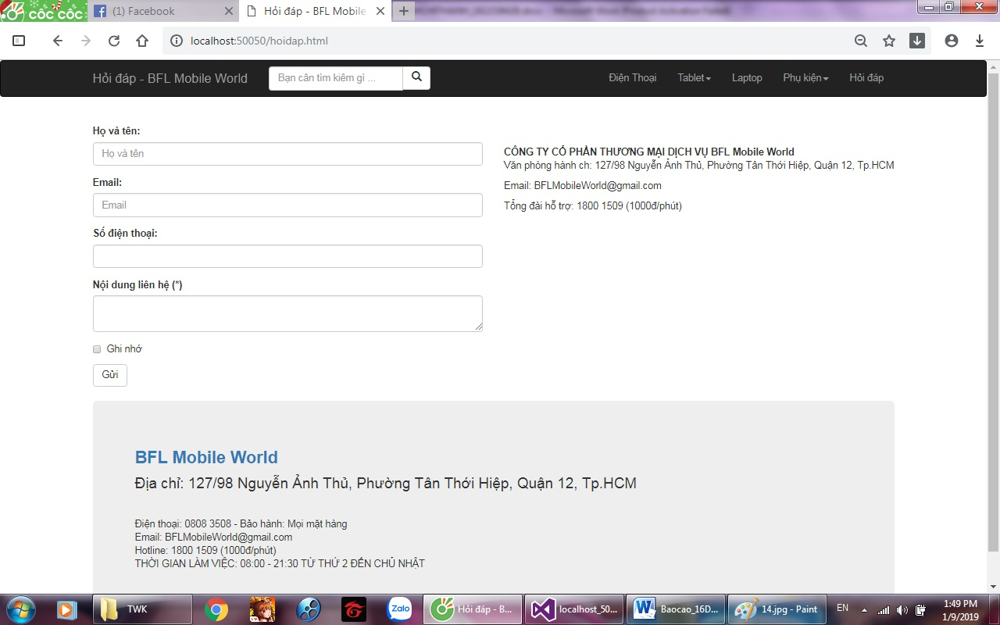 cốc cốc
(1) Facebook
Hỏi đáp - BFL Mobile
localhost:50050/hoidap.html
Hỏi đáp - BFL Mobile World
Bạn cần tìm kiếm gì ...
Điện Thoại
Tablet
Laptop
Phụ kiện
Hỏi đáp
Họ và tên:
Họ và tên
Email:
Email
Số điện thoại:
Nội dung liên hệ (*)
Ghi nhớ
Gửi
CÔNG TY CỔ PHẦN THƯƠNG MẠI DỊCH VỤ BFL Mobile World
Văn phòng hành ch: 127/98 Nguyễn Ảnh Thủ, Phường Tân Thới Hiệp, Quận 12, Tp.HCM
Email: BFLMobileWorld@gmail.com
Tổng đài hỗ trợ: 1800 1509 (1000đ/phút)
BFL Mobile World
Địa chỉ: 127/98 Nguyễn Ảnh Thủ, Phường Tân Thới Hiệp, Quận 12, Tp.HCM
Điện thoại: 0808 3508 - Bảo hành: Mọi mặt hàng
Email: BFLMobileWorld@gmail.com
Hotline: 1800 1509 (1000đ/phút)
THỜI GIAN LÀM VIỆC: 08:00 - 21:30 TỪ THỨ 2 ĐẾN CHỦ NHẬT
TWK
Zalo
Hỏi đáp - B...
localhost_50...
Baocao_16D...
14.jpg - Paint
EN
1:49 PM
1/9/2019